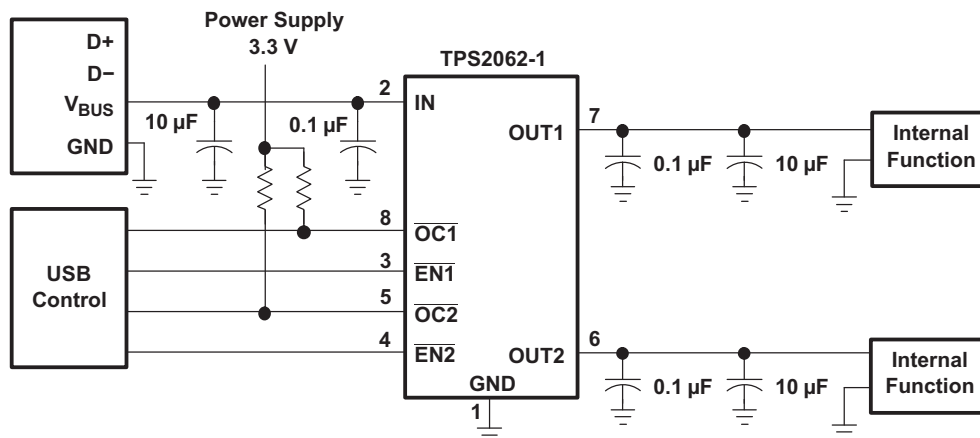 Power Supply
3.3 V
TPS2062-1
D+
D−
V_BUS
GND
10 µF
0.1 µF
2
IN
7
OUT1
0.1 µF
10 µF
Internal
Function
USB
Control
8
OC1
3
EN1
5
OC2
4
EN2
6
OUT2
0.1 µF
10 µF
Internal
Function
GND
1